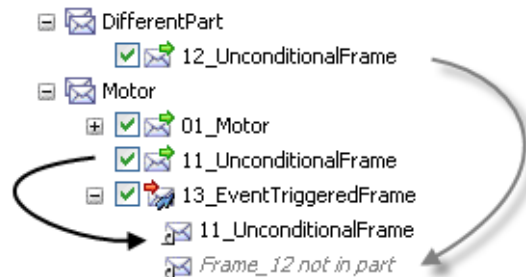 DifferentPart
12_UnconditionalFrame
Motor
01_Motor
11_UnconditionalFrame
13_EventTriggeredFrame
11_UnconditionalFrame
Frame_12 not in part